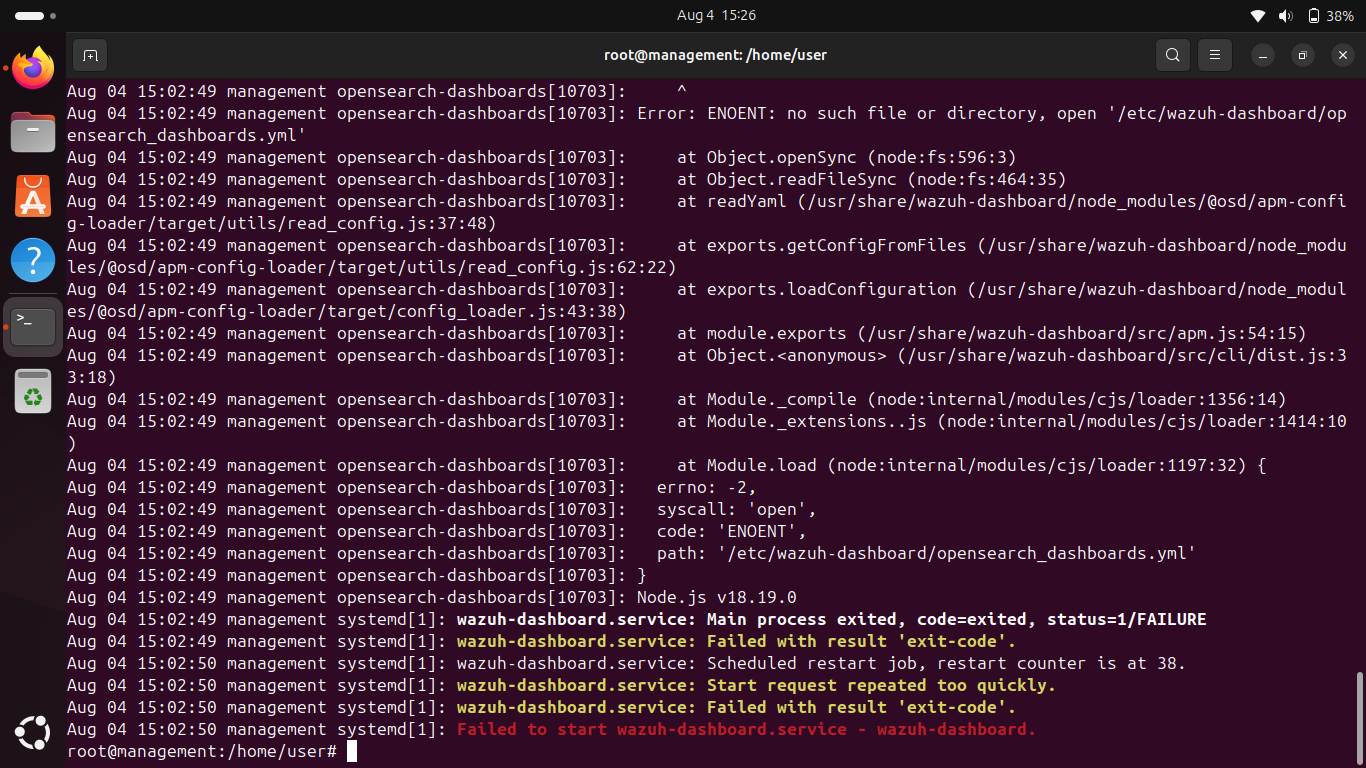 Aug 4 15:26
38%
root@management: /home/user
Aug 04 15:02:49 management opensearch-dashboards[10703]:     ^
Aug 04 15:02:49 management opensearch-dashboards[10703]: Error: ENOENT: no such file or directory, open '/etc/wazuh-dashboard/op
ensearch_dashboards.yml'
Aug 04 15:02:49 management opensearch-dashboards[10703]:     at Object.openSync (node:fs:596:3)
Aug 04 15:02:49 management opensearch-dashboards[10703]:     at Object.readFileSync (node:fs:464:35)
Aug 04 15:02:49 management opensearch-dashboards[10703]:     at readYaml (/usr/share/wazuh-dashboard/node_modules/@osd/apm-confi
g-loader/target/utils/read_config.js:37:48)
Aug 04 15:02:49 management opensearch-dashboards[10703]:     at exports.getConfigFromFiles (/usr/share/wazuh-dashboard/node_modu
les/@osd/apm-config-loader/target/utils/read_config.js:62:22)
Aug 04 15:02:49 management opensearch-dashboards[10703]:     at exports.loadConfiguration (/usr/share/wazuh-dashboard/node_modul
es/@osd/apm-config-loader/target/config_loader.js:43:38)
Aug 04 15:02:49 management opensearch-dashboards[10703]:     at module.exports (/usr/share/wazuh-dashboard/src/apm.js:54:15)
Aug 04 15:02:49 management opensearch-dashboards[10703]:     at Object.<anonymous> (/usr/share/wazuh-dashboard/src/cli/dist.js:3
3:18)
Aug 04 15:02:49 management opensearch-dashboards[10703]:     at Module._compile (node:internal/modules/cjs/loader:1356:14)
Aug 04 15:02:49 management opensearch-dashboards[10703]:     at Module._extensions..js (node:internal/modules/cjs/loader:1414:10
)
Aug 04 15:02:49 management opensearch-dashboards[10703]:     at Module.load (node:internal/modules/cjs/loader:1197:32) {
Aug 04 15:02:49 management opensearch-dashboards[10703]:   errno: -2,
Aug 04 15:02:49 management opensearch-dashboards[10703]:   syscall: 'open',
Aug 04 15:02:49 management opensearch-dashboards[10703]:   code: 'ENOENT',
Aug 04 15:02:49 management opensearch-dashboards[10703]:   path: '/etc/wazuh-dashboard/opensearch_dashboards.yml'
Aug 04 15:02:49 management opensearch-dashboards[10703]: }
Aug 04 15:02:49 management opensearch-dashboards[10703]: Node.js v18.19.0
Aug 04 15:02:49 management systemd[1]: wazuh-dashboard.service: Main process exited, code=exited, status=1/FAILURE
Aug 04 15:02:49 management systemd[1]: wazuh-dashboard.service: Failed with result 'exit-code'.
Aug 04 15:02:50 management systemd[1]: wazuh-dashboard.service: Scheduled restart job, restart counter is at 38.
Aug 04 15:02:50 management systemd[1]: wazuh-dashboard.service: Start request repeated too quickly.
Aug 04 15:02:50 management systemd[1]: wazuh-dashboard.service: Failed with result 'exit-code'.
Aug 04 15:02:50 management systemd[1]: Failed to start wazuh-dashboard.service - wazuh-dashboard.
root@management:/home/user#